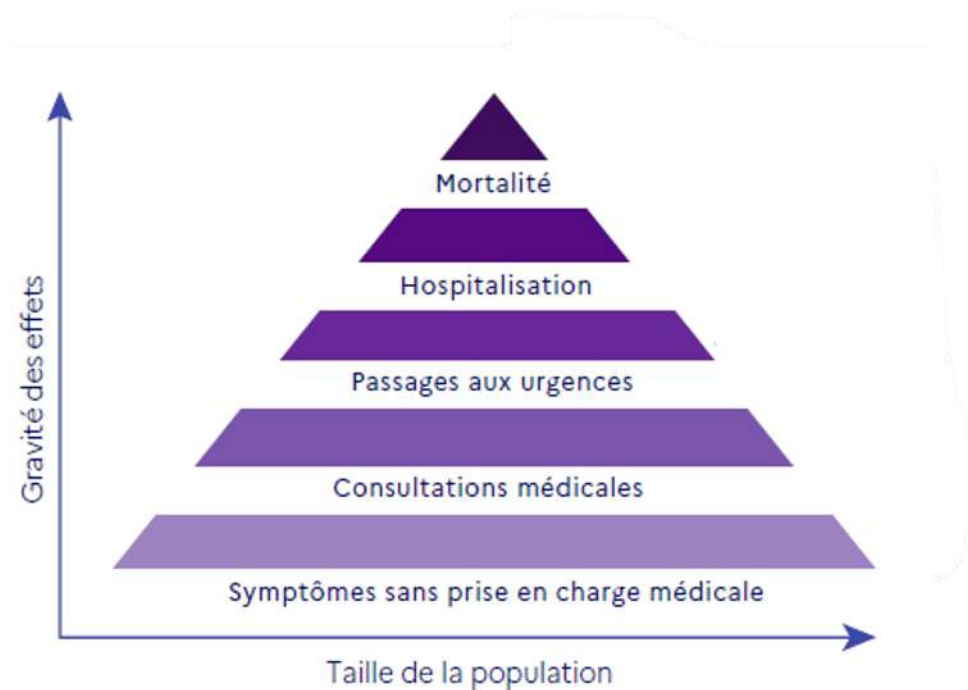 Mortalité
Hospitalisation
Passages aux urgences
Consultations médicales
Symptômes sans prise en charge médicale
Gravité des effets
Taille de la population